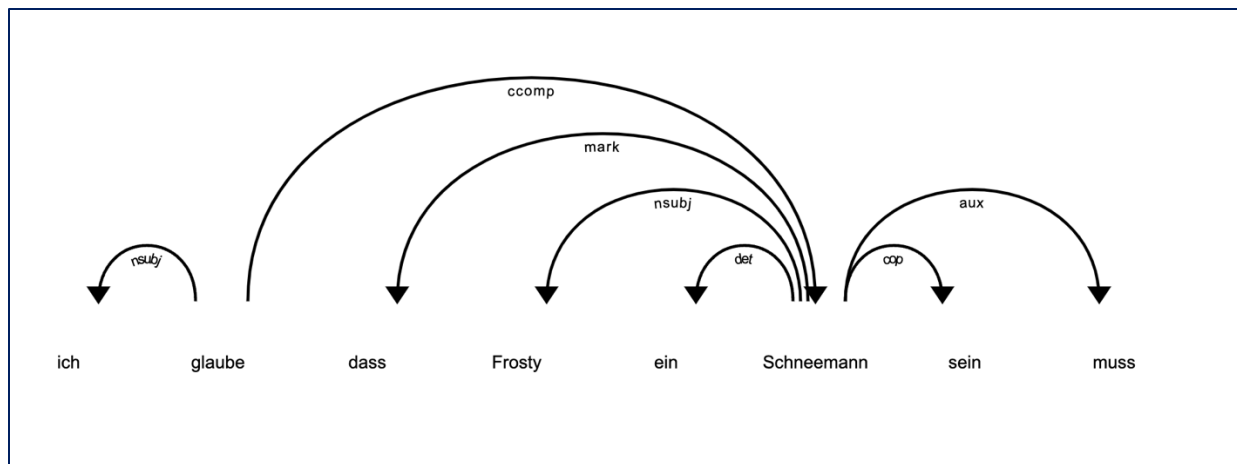 ccomp
mark
nsubj aux
nsubj det cop
ich glaube dass Frosty ein Schneemann sein muss